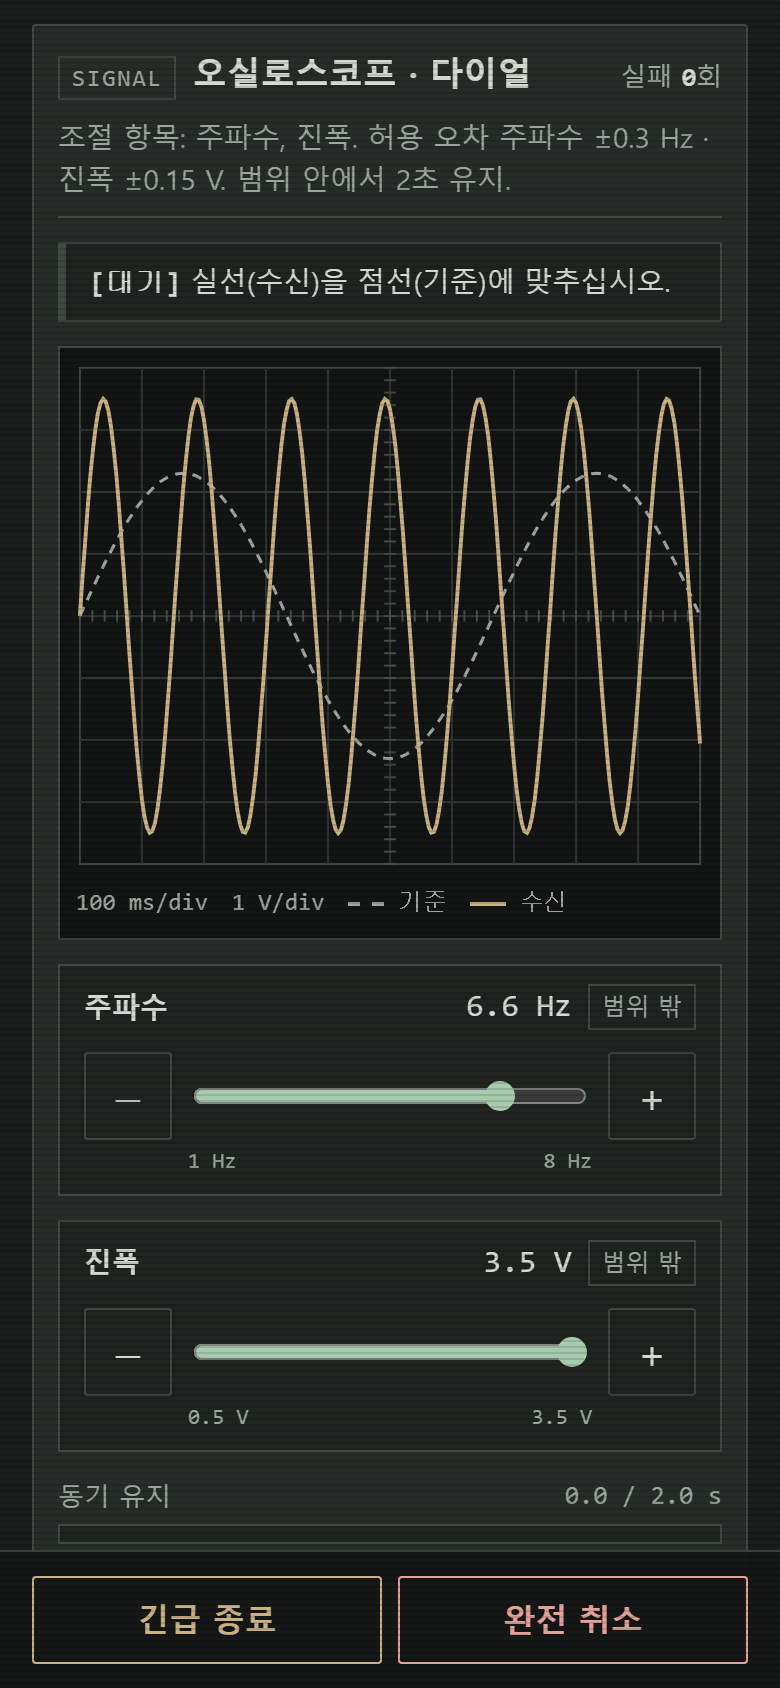 SIGNAL 오실로스코프 · 다이얼 실패 0회
조절 항목: 주파수, 진폭. 허용 오차 주파수 ±0.3 Hz ·
진폭 ±0.15 V. 범위 안에서 2초 유지.
[대기] 실선(수신)을 점선(기준)에 맞추십시오.
100 ms/div 1 V/div 기준 수신
주파수 6.6 Hz 범위 밖
— +
1 Hz 8 Hz
진폭 3.5 V 범위 밖
— +
0.5 V 3.5 V
동기 유지 0.0 / 2.0 s
긴급 종료 완전 취소